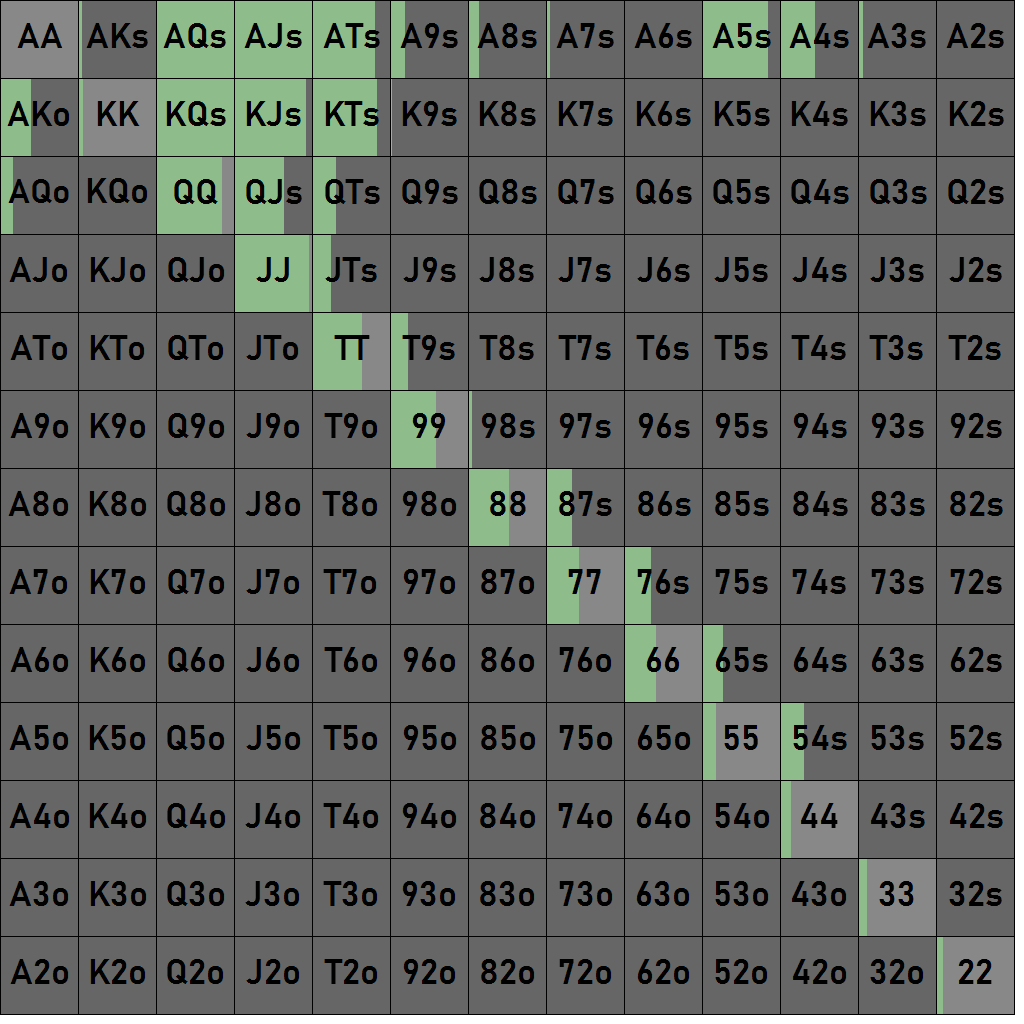 AA AKs AQs AJs ATs A9s A8s A7s A6s A5s A4s A3s A2s
AKo KK KQs KJs KTs K9s K8s K7s K6s K5s K4s K3s K2s
AQo KQo QQ QJs QTs Q9s Q8s Q7s Q6s Q5s Q4s Q3s Q2s
AJo KJo QJo JJ JTs J9s J8s J7s J6s J5s J4s J3s J2s
ATo KTo QTo JTo TT T9s T8s T7s T6s T5s T4s T3s T2s
A9o K9o Q9o J9o T9o 99 98s 97s 96s 95s 94s 93s 92s
A8o K8o Q8o J8o T8o 98o 88 87s 86s 85s 84s 83s 82s
A7o K7o Q7o J7o T7o 97o 87o 77 76s 75s 74s 73s 72s
A6o K6o Q6o J6o T6o 96o 86o 76o 66 65s 64s 63s 62s
A5o K5o Q5o J5o T5o 95o 85o 75o 65o 55 54s 53s 52s
A4o K4o Q4o J4o T4o 94o 84o 74o 64o 54o 44 43s 42s
A3o K3o Q3o J3o T3o 93o 83o 73o 63o 53o 43o 33 32s
A2o K2o Q2o J2o T2o 92o 82o 72o 62o 52o 42o 32o 22